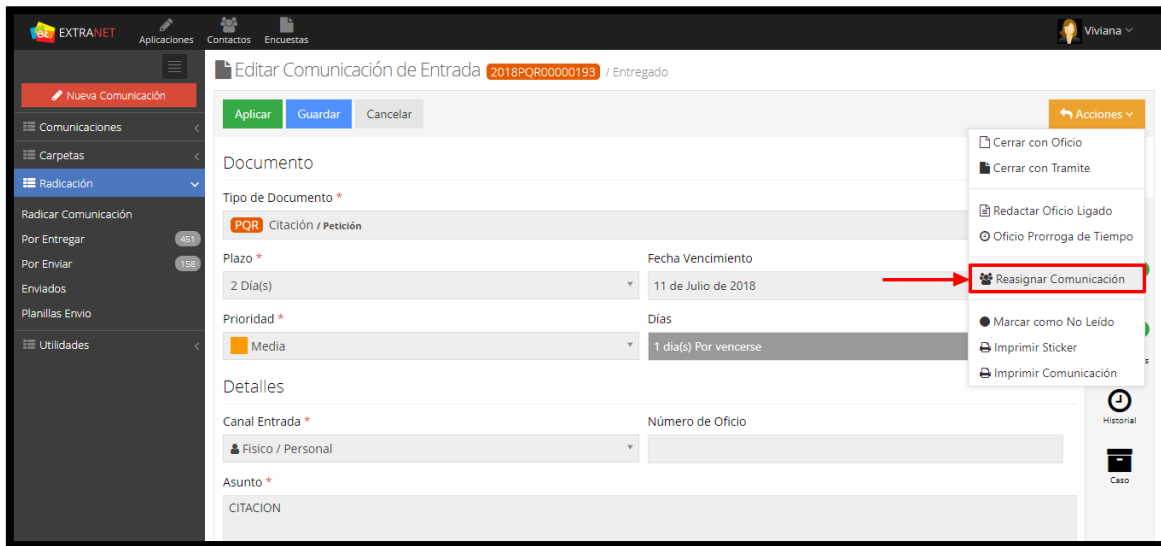 EXTRANET
Aplicaciones
Contactos
Encuestas
Viviana
Nueva Comunicación
Comunicaciones
Carpetas
Radicación
Radicar Comunicación
Por Entregar 451
Por Enviar 158
Enviados
Planillas Envio
Utilidades
Editar Comunicación de Entrada 2018PQR00000193 / Entregado
Aplicar Guardar Cancelar
Acciones
Cerrar con Oficio
Cerrar con Tramite
Redactar Oficio Ligado
Oficio Prorroga de Tiempo
Reasignar Comunicación
Marcar como No Leído
Imprimir Sticker
Imprimir Comunicación
Documento
Tipo de Documento *
PQR Citación / Petición
Plazo * Fecha Vencimiento
2 Día(s) 11 de Julio de 2018
Prioridad * Días
Media 1 dia(s) Por vencerse
Detalles
Canal Entrada * Número de Oficio
Fisico / Personal
Asunto *
CITACION
Historial
Caso